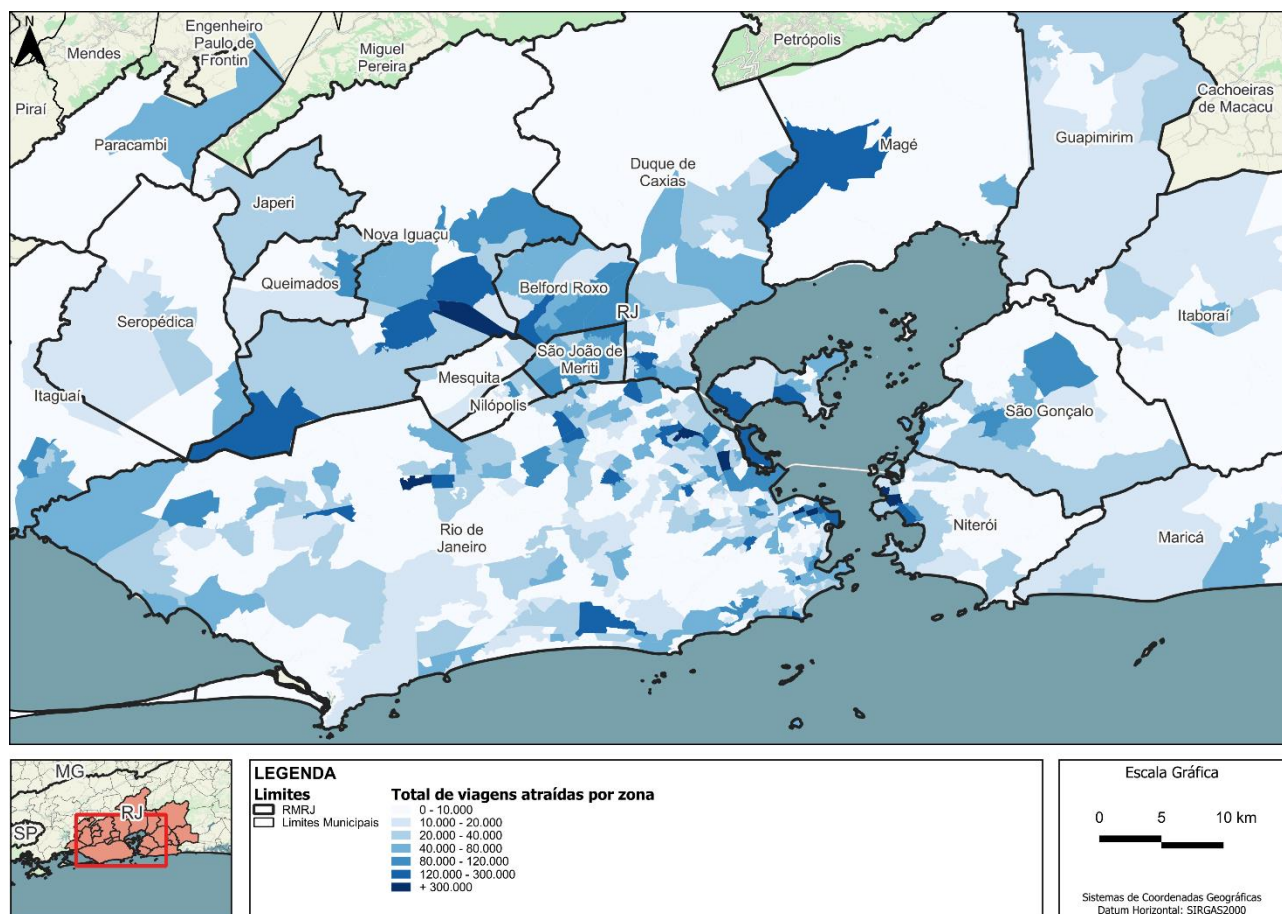 N
Engenheiro
Paulo de
Frontin
Mendes
Miguel
Pereira
Petrópolis
Piraí
Cachoeiras
de Macacu
Paracambi
Magé
Guapimirim
Duque de
Caxias
Japeri
Nova Iguaçu
Queimados
Belford Roxo
RJ
Seropédica
Itaboraí
São João de
Meriti
Mesquita
Itaguaí
Nilópolis
São Gonçalo
Rio de
Janeiro
Niterói
Maricá
MG
RJ
SP
LEGENDA
Limites
RMRJ
Limites Municipais
Total de viagens atraídas por zona
0 - 10.000
10.000 - 20.000
20.000 - 40.000
40.000 - 80.000
80.000 - 120.000
120.000 - 300.000
+ 300.000
Escala Gráfica
0 5 10 km
Sistemas de Coordenadas Geográficas
Datum Horizontal: SIRGAS2000